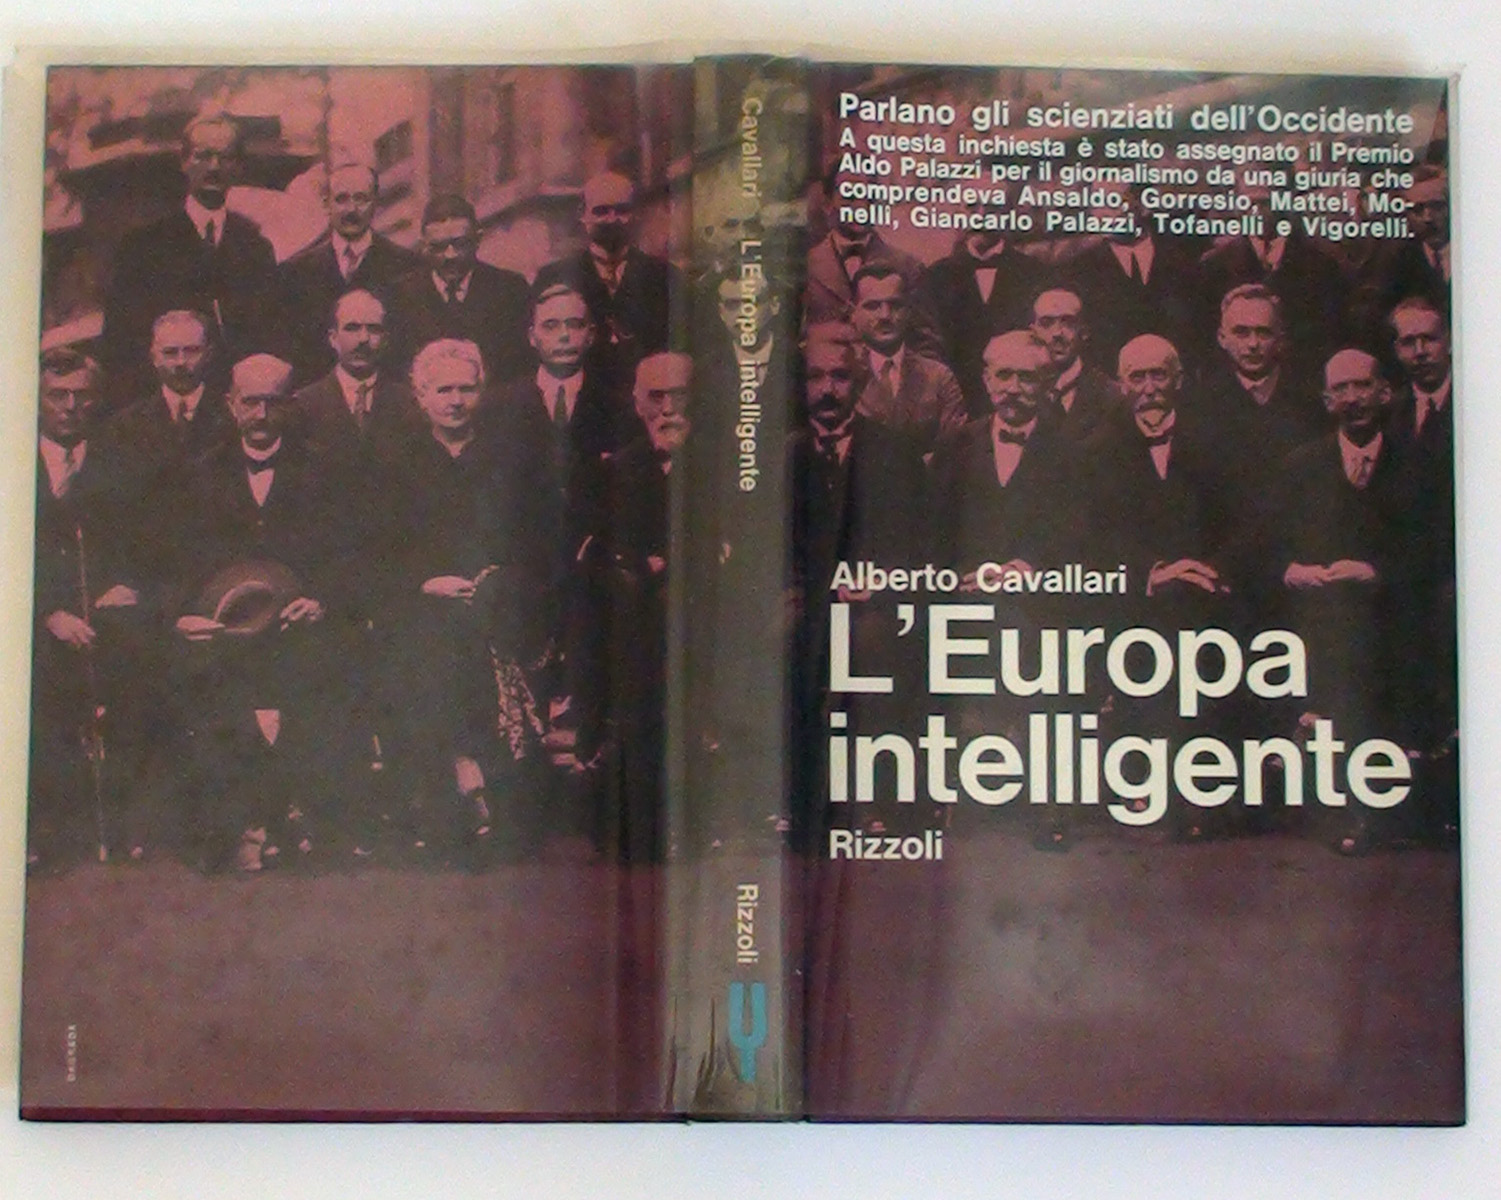 Parlano gli scienziati dell'Occidente
A questa inchiesta è stato assegnato il Premio
Aldo Palazzi per il giornalismo da una giuria che
comprendeva Ansaldo, Gorresio, Mattei, Mo-
nelli, Giancarlo Palazzi, Tofanelli e Vigorelli.
Alberto Cavallari
L'Europa
intelligente
Rizzoli
Cavallari L'Europa intelligente
Rizzoli